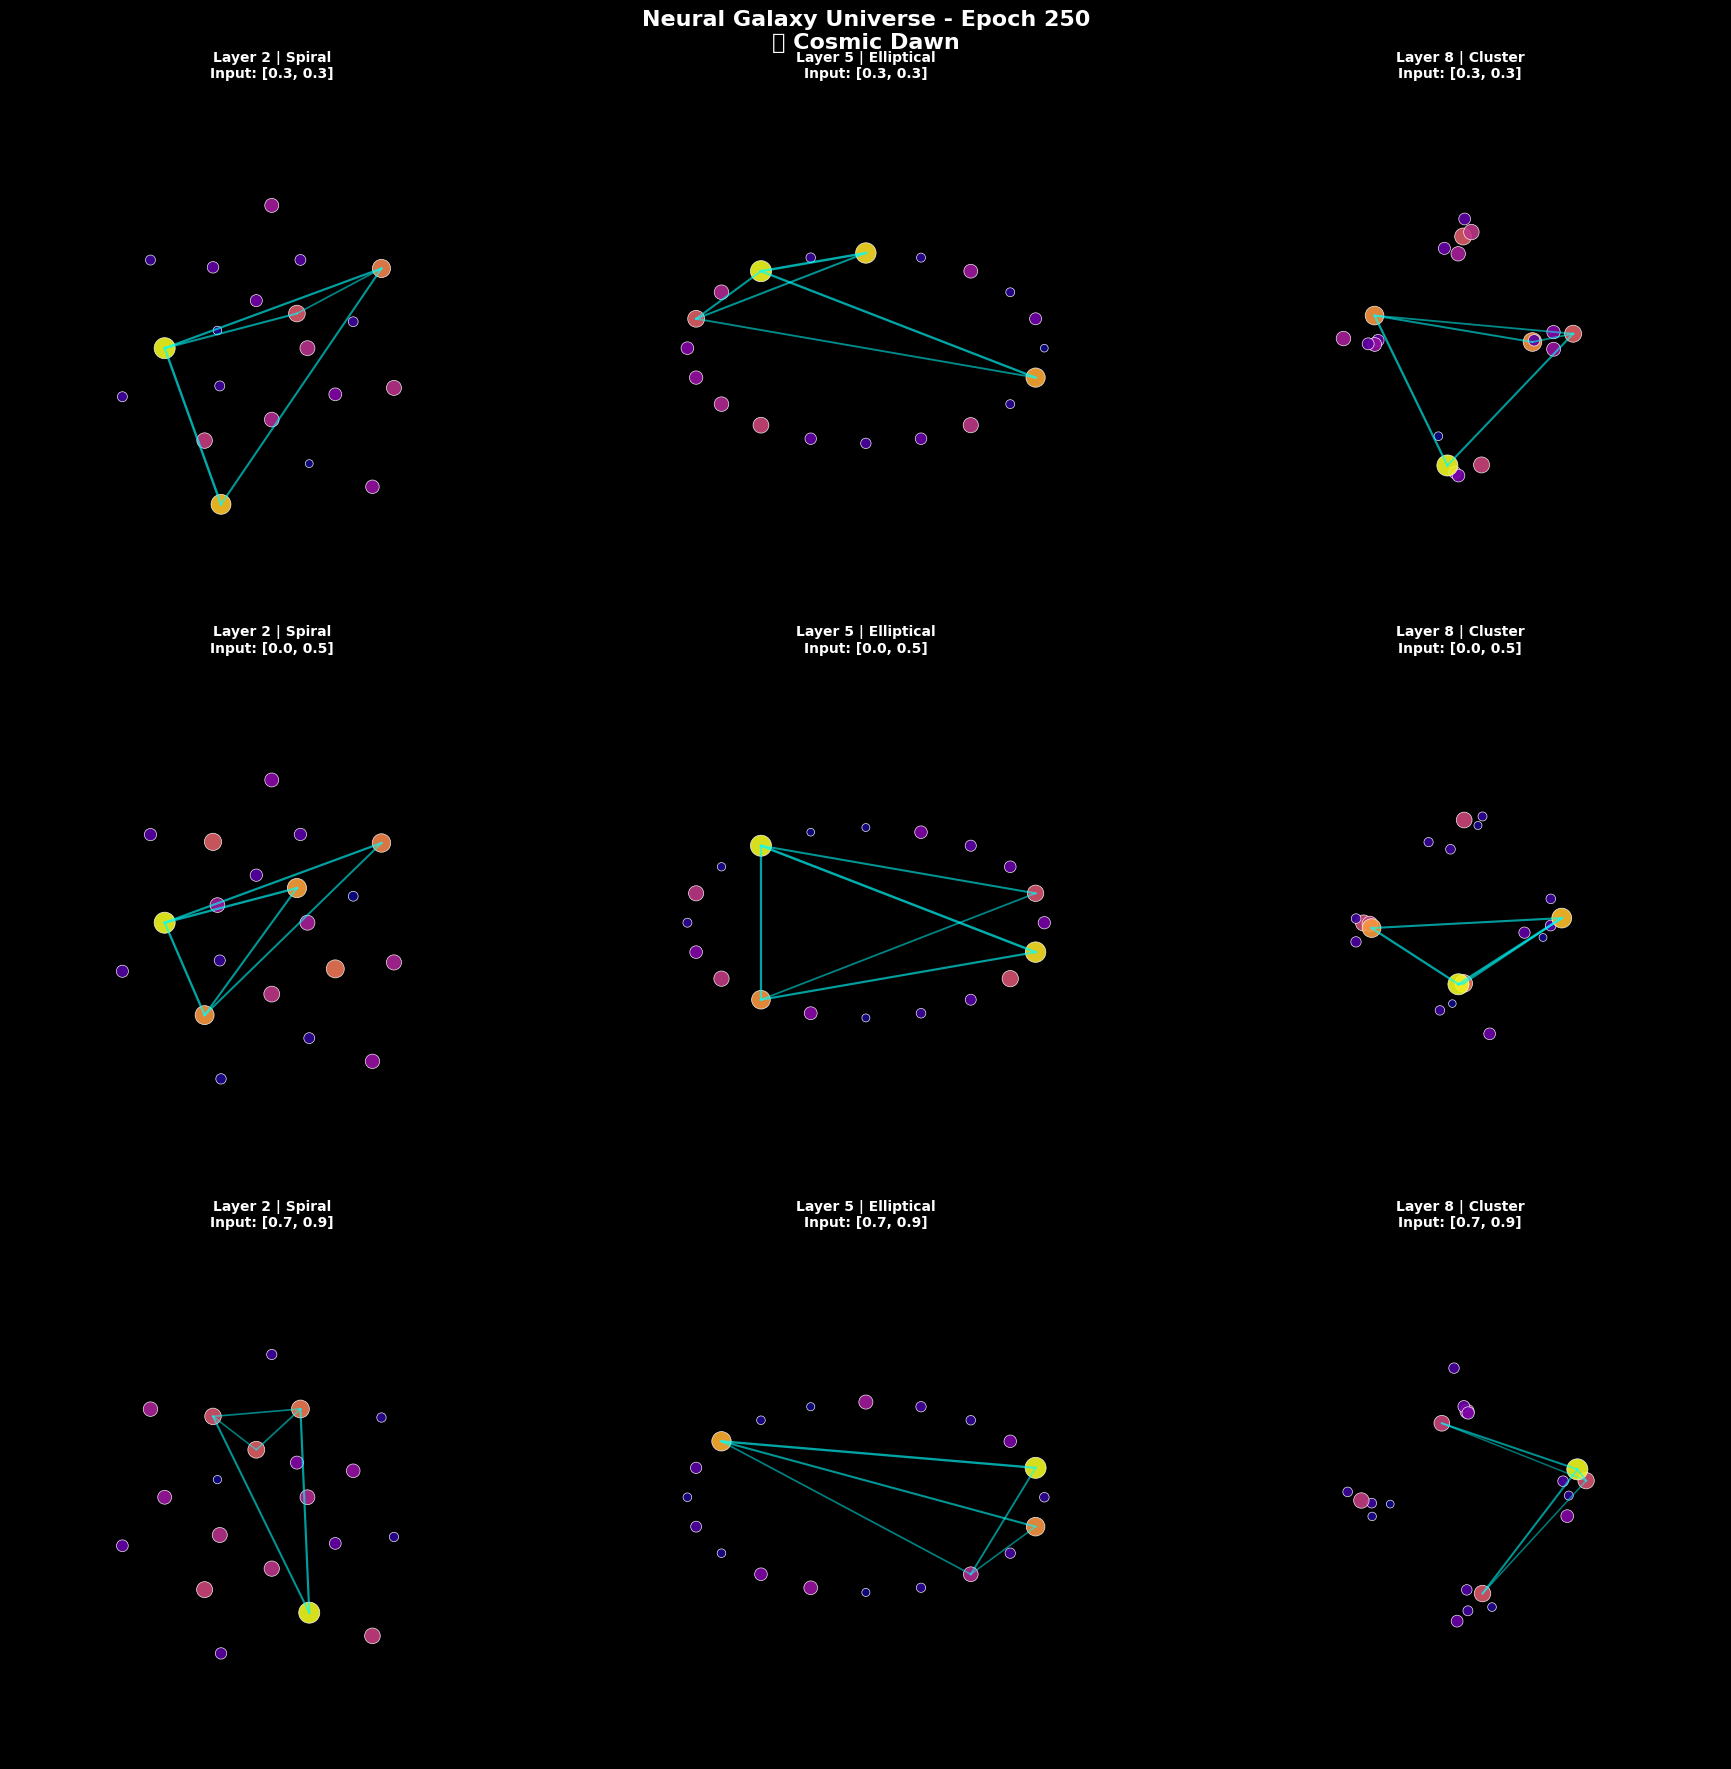 Neural Galaxy Universe - Epoch 250
Cosmic Dawn
Layer 2 | Spiral
Input: [0.3, 0.3]
Layer 5 | Elliptical
Input: [0.3, 0.3]
Layer 8 | Cluster
Input: [0.3, 0.3]
Layer 2 | Spiral
Input: [0.0, 0.5]
Layer 5 | Elliptical
Input: [0.0, 0.5]
Layer 8 | Cluster
Input: [0.0, 0.5]
Layer 2 | Spiral
Input: [0.7, 0.9]
Layer 5 | Elliptical
Input: [0.7, 0.9]
Layer 8 | Cluster
Input: [0.7, 0.9]